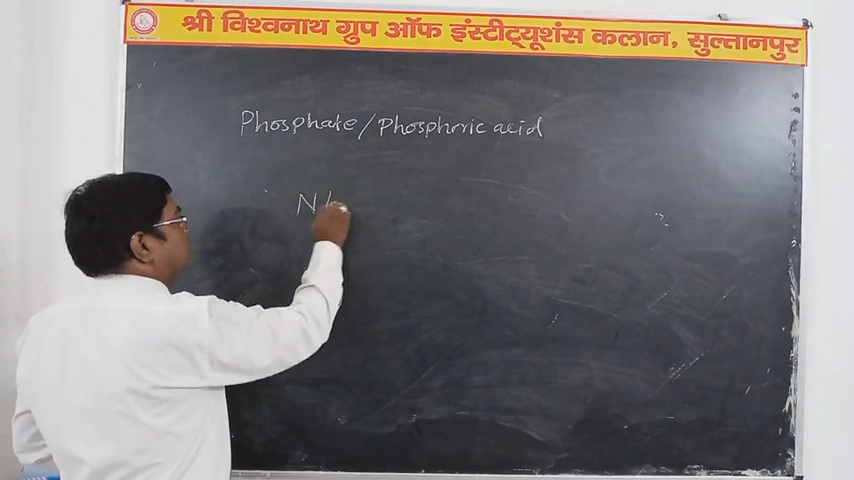 श्री विश्वनाथ ग्रुप ऑफ इंस्टीट्यूशंस कलान, सुल्तानपुर
Phosphate/Phosphoric acid
N